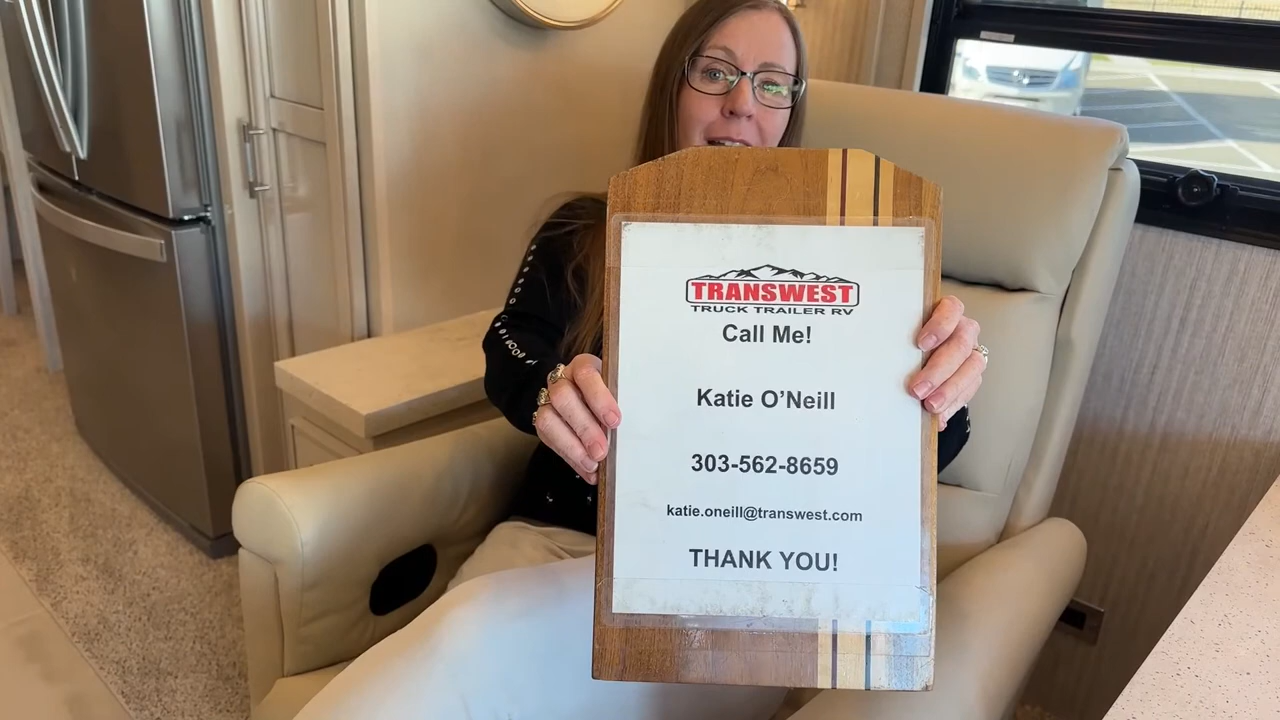 TRANSWEST
TRUCK TRAILER RV
Call Me!
Katie O’Neill
303-562-8659
katie.oneill@transwest.com
THANK YOU!